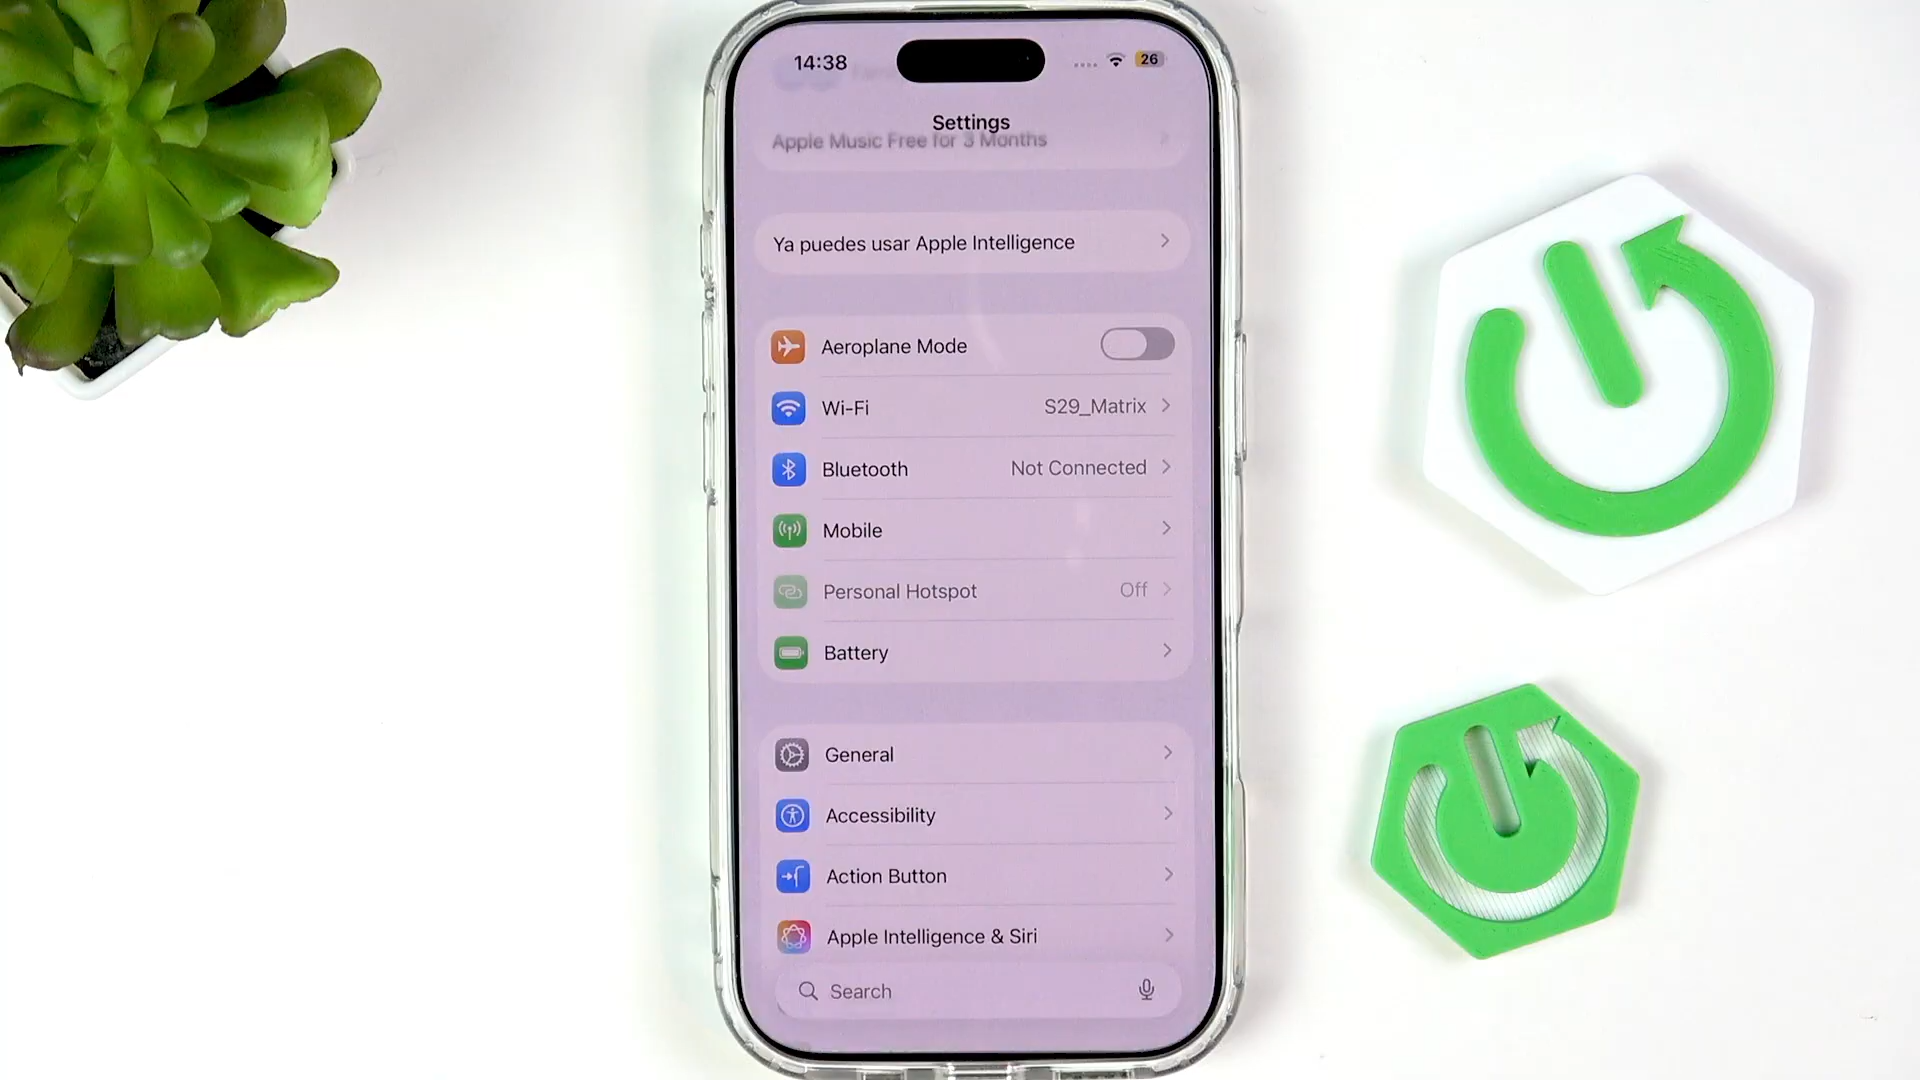 14:38
26
Settings
Apple Music Free for 3 Months
Ya puedes usar Apple Intelligence
Aeroplane Mode
Wi-Fi S29_Matrix
Bluetooth Not Connected
Mobile
Personal Hotspot Off
Battery
General
Accessibility
Action Button
Apple Intelligence & Siri
Search